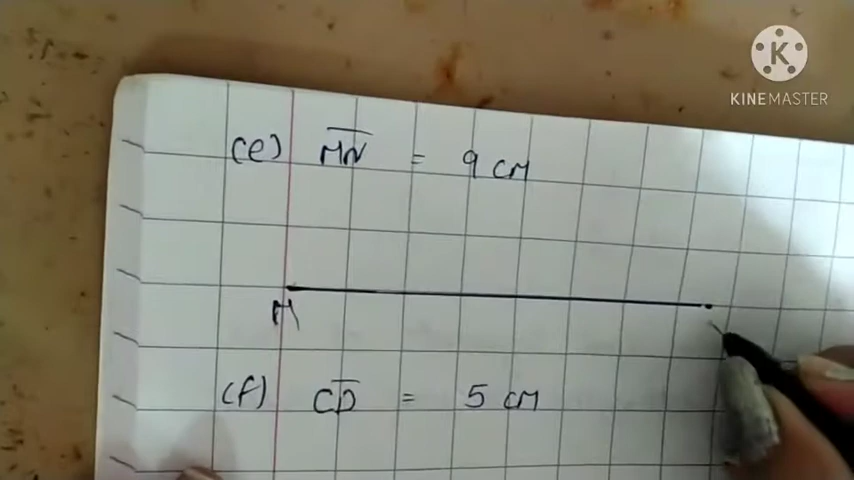 K
KINEMASTER
(e) MN = 9 CM
M
(f) CD = 5 CM